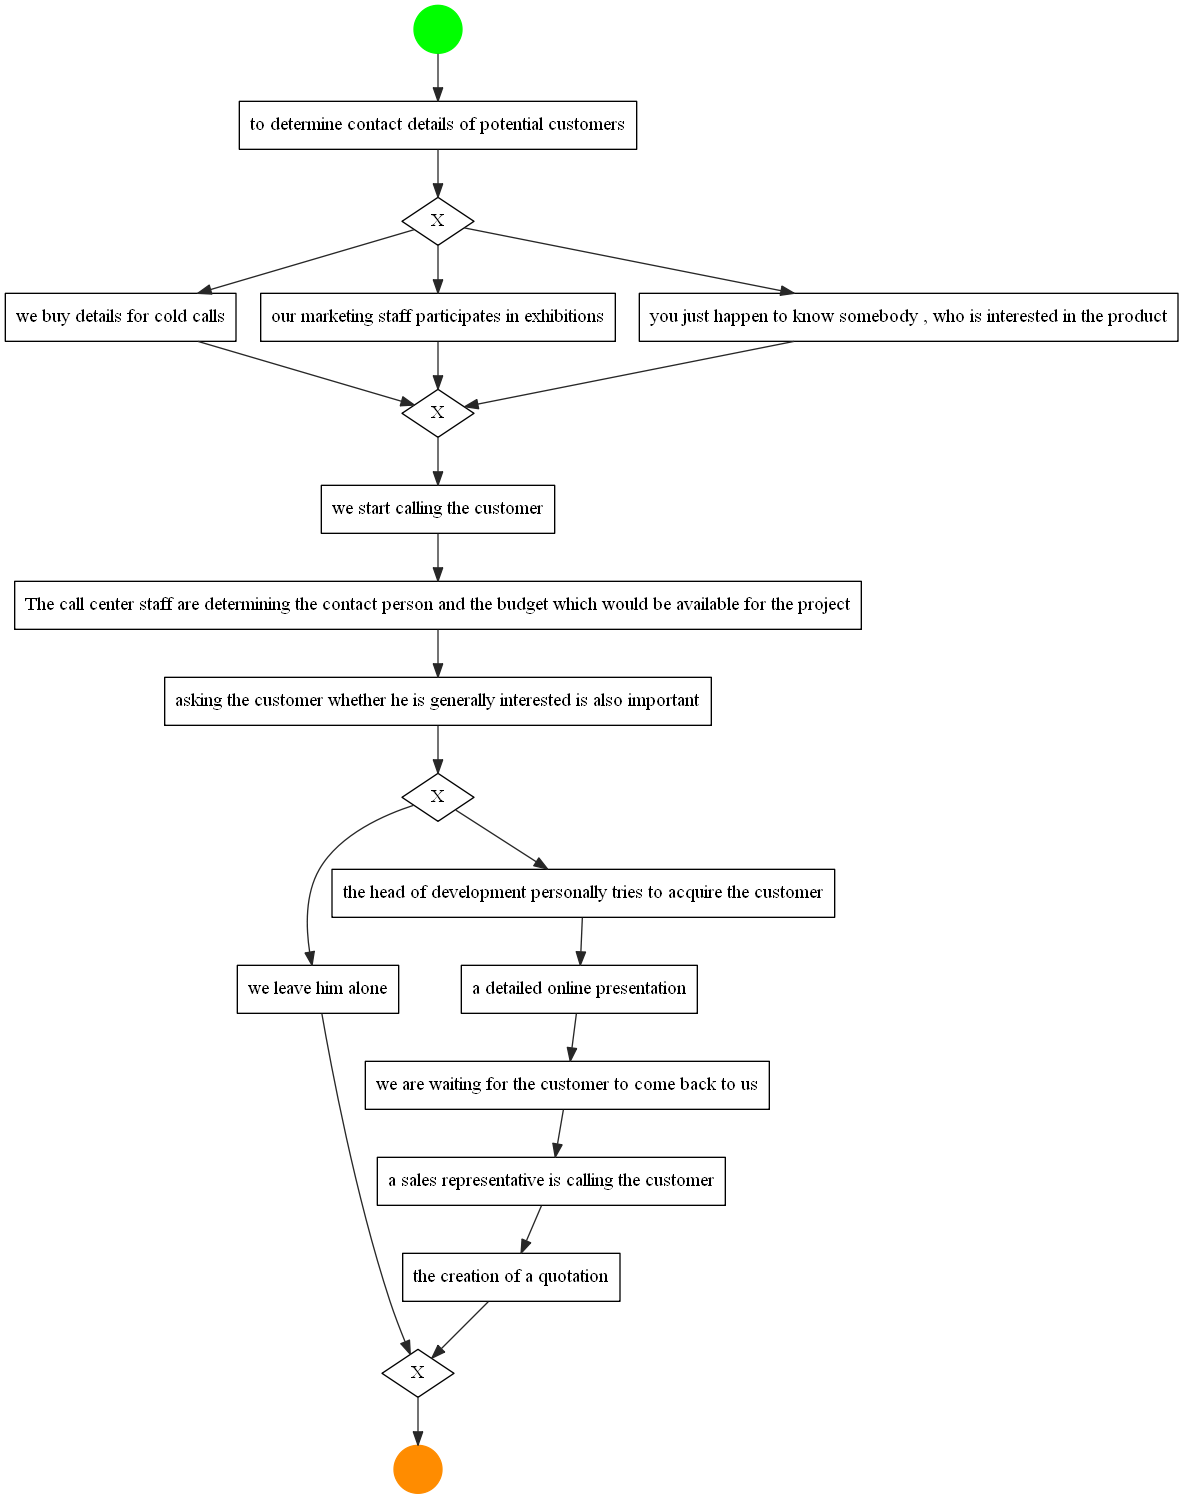 to determine contact details of potential customers
X
we buy details for cold calls
our marketing staff participates in exhibitions
you just happen to know somebody , who is interested in the product
X
we start calling the customer
The call center staff are determining the contact person and the budget which would be available for the project
asking the customer whether he is generally interested is also important
X
the head of development personally tries to acquire the customer
we leave him alone
a detailed online presentation
we are waiting for the customer to come back to us
a sales representative is calling the customer
the creation of a quotation
X